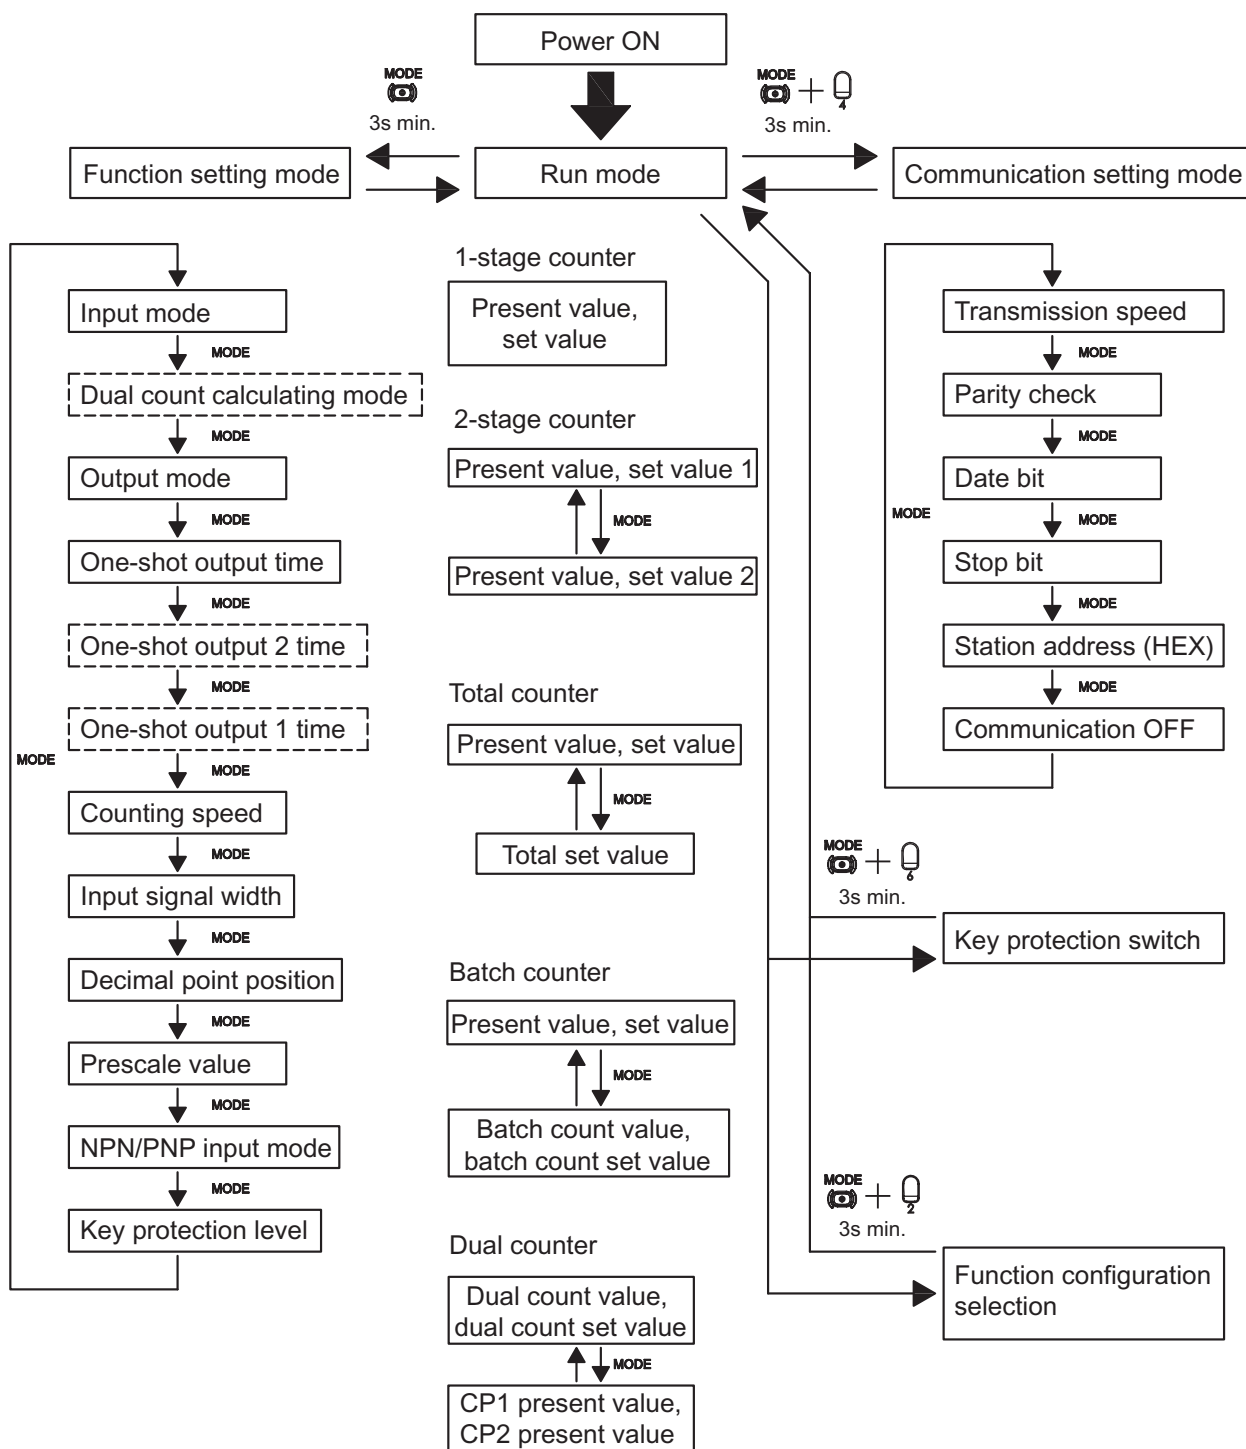 Power ON
MODE
3s min.
MODE
4
3s min.
Function setting mode
Run mode
Communication setting mode
Input mode
MODE
Dual count calculating mode
MODE
Output mode
MODE
One-shot output time
MODE
One-shot output 2 time
MODE
One-shot output 1 time
MODE
MODE
Counting speed
MODE
Input signal width
MODE
Decimal point position
MODE
Prescale value
MODE
NPN/PNP input mode
MODE
Key protection level
1-stage counter
Present value,
set value
2-stage counter
Present value, set value 1
MODE
Present value, set value 2
Total counter
Present value, set value
MODE
Total set value
Batch counter
Present value, set value
MODE
Batch count value,
batch count set value
Dual counter
Dual count value,
dual count set value
MODE
CP1 present value,
CP2 present value
Transmission speed
MODE
Parity check
MODE
Date bit
MODE
MODE
Stop bit
MODE
Station address (HEX)
MODE
Communication OFF
MODE
6
3s min.
Key protection switch
MODE
2
3s min.
Function configuration
selection